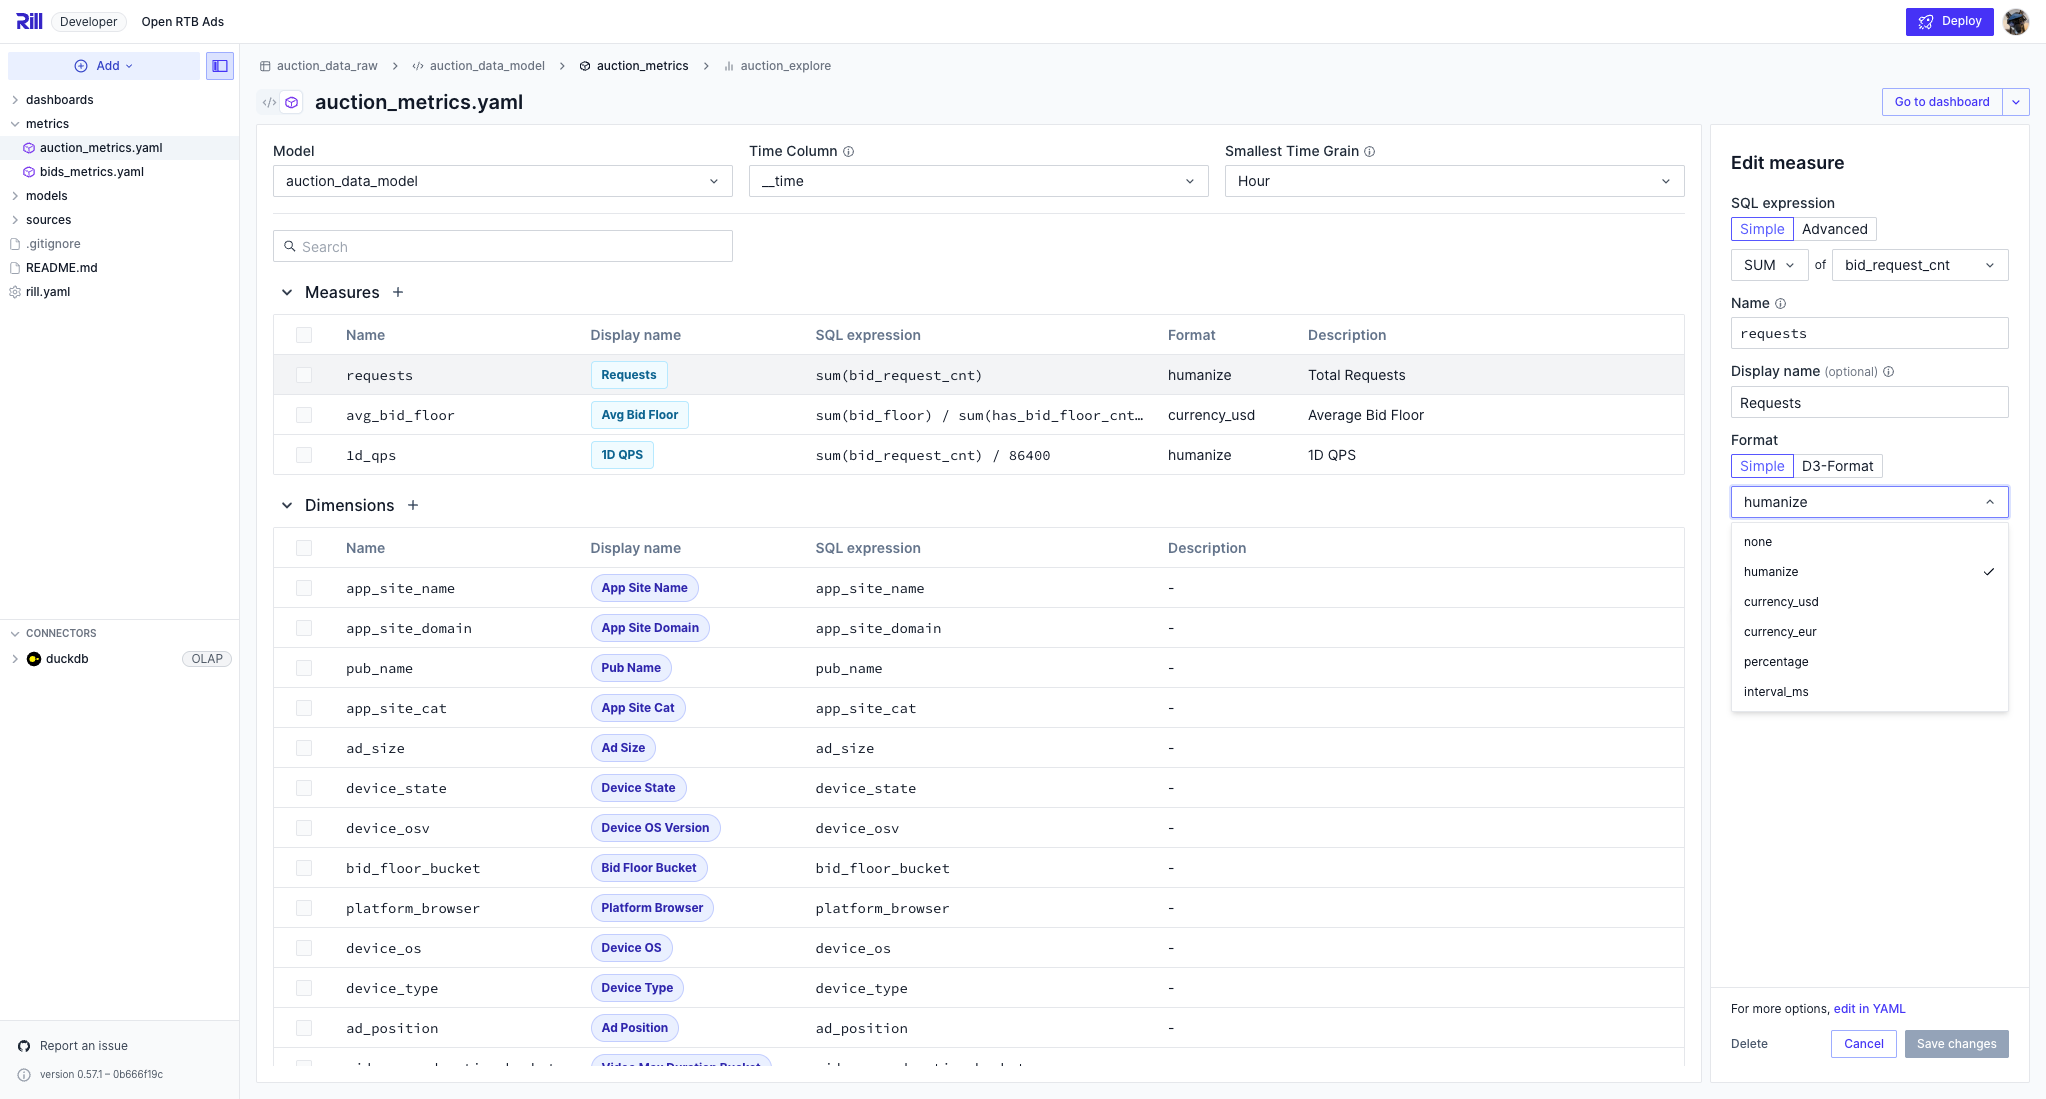 Rill Developer Open RTB Ads Deploy
Add
dashboards
metrics
auction_metrics.yaml
bids_metrics.yaml
models
sources
.gitignore
README.md
rill.yaml
CONNECTORS
duckdb OLAP
Report an issue
version 0.57.1 – 0b666f19c
auction_data_raw > auction_data_model > auction_metrics > auction_explore
auction_metrics.yaml
Go to dashboard
Model Time Column Smallest Time Grain
auction_data_model __time Hour
Search
Measures +
Name Display name SQL expression Format Description
requests Requests sum(bid_request_cnt) humanize Total Requests
avg_bid_floor Avg Bid Floor sum(bid_floor) / sum(has_bid_floor_cnt… currency_usd Average Bid Floor
1d_qps 1D QPS sum(bid_request_cnt) / 86400 humanize 1D QPS
Dimensions +
Name Display name SQL expression Description
app_site_name App Site Name app_site_name -
app_site_domain App Site Domain app_site_domain -
pub_name Pub Name pub_name -
app_site_cat App Site Cat app_site_cat -
ad_size Ad Size ad_size -
device_state Device State device_state -
device_osv Device OS Version device_osv -
bid_floor_bucket Bid Floor Bucket bid_floor_bucket -
platform_browser Platform Browser platform_browser -
device_os Device OS device_os -
device_type Device Type device_type -
ad_position Ad Position ad_position -
Video Max Duration Bucket
Edit measure
SQL expression
Simple Advanced
SUM of bid_request_cnt
Name
requests
Display name (optional)
Requests
Format
Simple D3-Format
humanize
none
humanize
currency_usd
currency_eur
percentage
interval_ms
For more options, edit in YAML
Delete Cancel Save changes